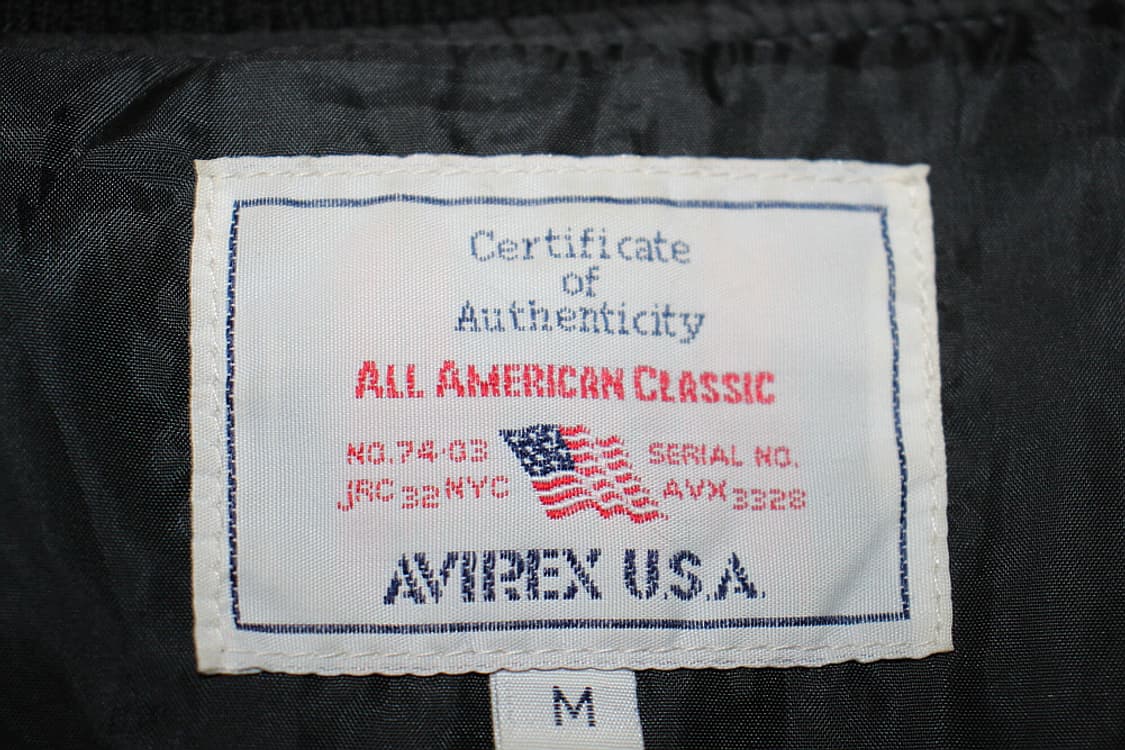 Certificate
of
Authenticity
ALL AMERICAN CLASSIC
NO.74-03
JRC 32 NYC
SERIAL NO.
AVX 3328
AVIREX U.S.A.
M